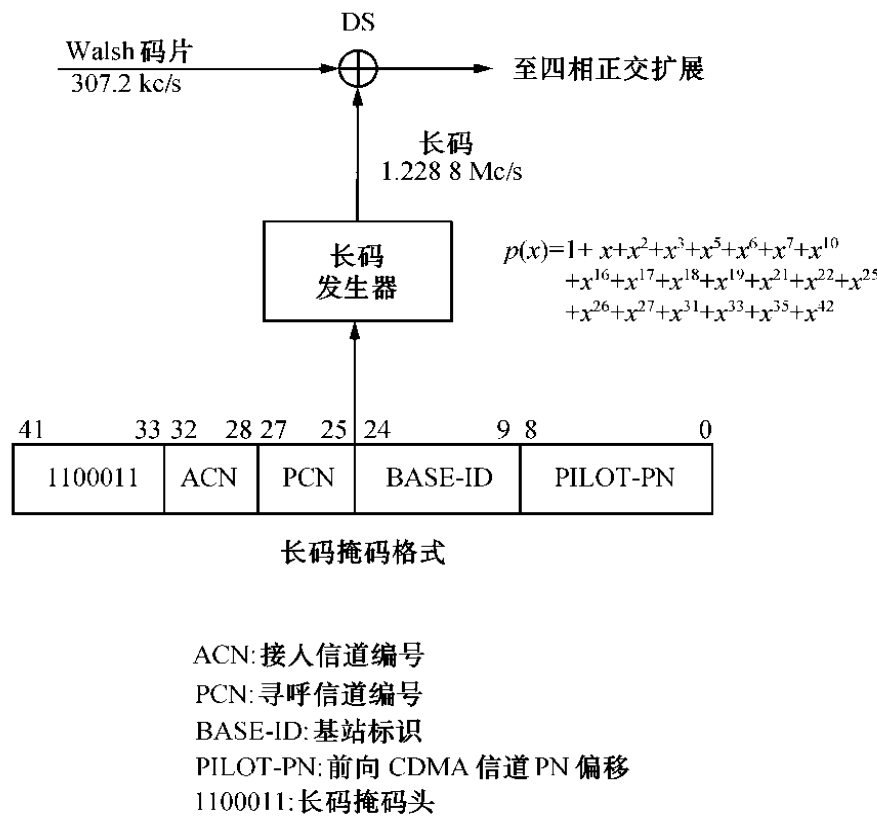 DS
Walsh 码片
307.2 kc/s
至四相正交扩展
长码
1.228 8 Mc/s
长码
发生器
p(x)=1+ x+x²+x³+x⁵+x⁶+x⁷+x¹⁰
+x¹⁶+x¹⁷+x¹⁸+x¹⁹+x²¹+x²²+x²⁵
+x²⁶+x²⁷+x³¹+x³³+x³⁵+x⁴²
41 33 32 28 27 25 24 9 8 0
1100011 ACN PCN BASE-ID PILOT-PN
长码掩码格式
ACN:接入信道编号
PCN:寻呼信道编号
BASE-ID:基站标识
PILOT-PN:前向 CDMA 信道 PN 偏移
1100011:长码掩码头